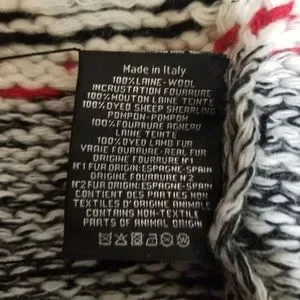 Made in Italy
100%LAINE-WOOL
INCRUSTATION FOURRURE
100%MOUTON LAINE TEINTE
100%DYED SHEEP SHEARLING
POMPON-POMPOM
100%FOURRURE AGNEAU
LAINE TEINTE
100%DYED LAMB FUR
VRAIE FOURRURE-REAL FUR
ORIGINE FOURRURE N°1
N°1 FUR ORIGIN:ESPAGNE-SPAIN
ORIGINE FOURRURE N°2
N°2 FUR ORIGIN:ESPAGNE-SPAIN
CONTIENT DES PARTIES NON
TEXTILES D'ORIGINE ANIMALE
CONTAINS NON-TEXTILE
PARTS OF ANIMAL ORIGIN